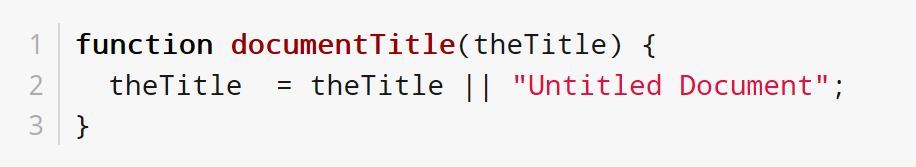 1 function documentTitle(theTitle) {
2   theTitle  = theTitle || "Untitled Document";
3 }